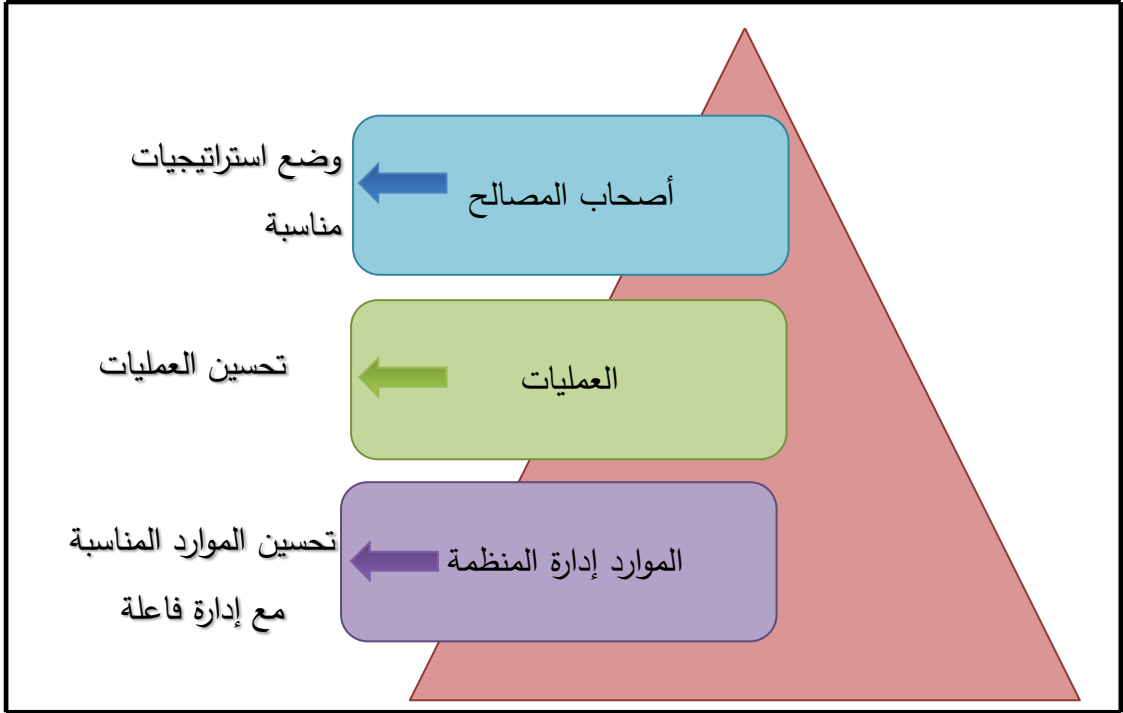 أصحاب المصالح
وضع استراتيجيات
مناسبة
العمليات
تحسين العمليات
الموارد إدارة المنظمة
تحسين الموارد المناسبة
مع إدارة فاعلة